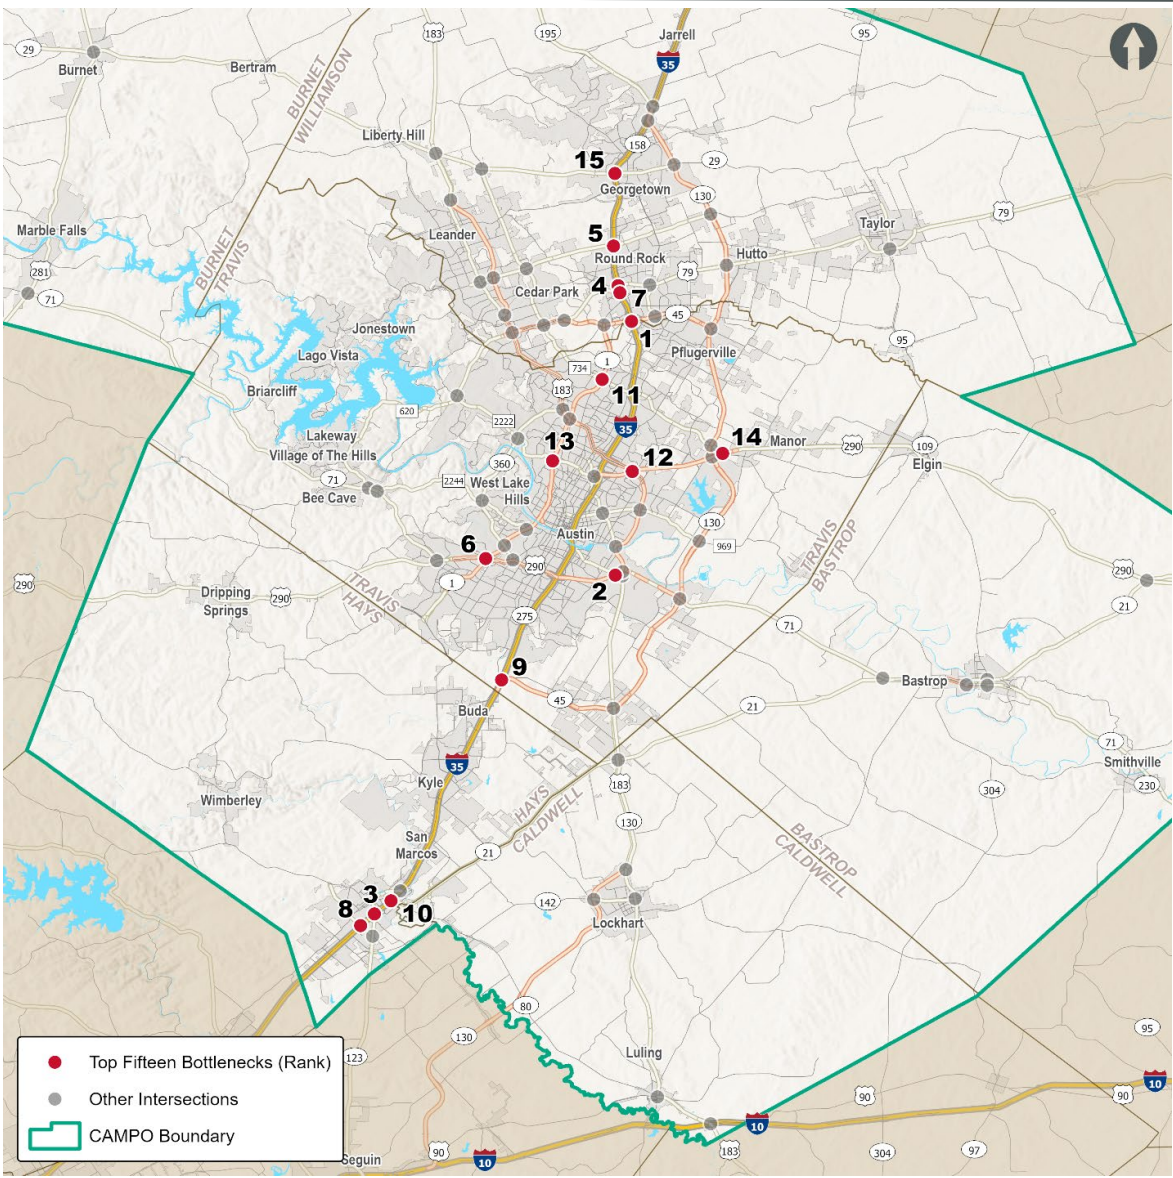 183
195
Jarrell
95
29
35
Burnet
Bertram
BURNET
WILLIAMSON
Liberty Hill
158
15
29
Georgetown
130
Marble Falls
Leander
5
Taylor
79
BURNET
TRAVIS
Round Rock
Hutto
281
79
4
Cedar Park
71
7
45
Jonestown
1
95
Lago Vista
Pflugerville
1
734
Briarcliff
183
11
620
2222
35
Lakeway
13
14
Manor
290
109
Village of The Hills
360
12
Elgin
71
2244
West Lake
Hills
Bee Cave
130
Austin
969
6
290
TRAVIS
BASTROP
290
290
1
2
Dripping
Springs
290
TRAVIS
HAYS
21
275
71
9
Bastrop
45
21
Buda
71
35
Smithville
Kyle
183
230
304
Wimberley
HAYS
CALDWELL
130
San
Marcos
21
BASTROP
CALDWELL
3
142
8
10
Lockhart
80
95
130
Luling
123
Top Fifteen Bottlenecks (Rank)
10
90
90
Other Intersections
10
CAMPO Boundary
90
183
304
97
Seguin
10